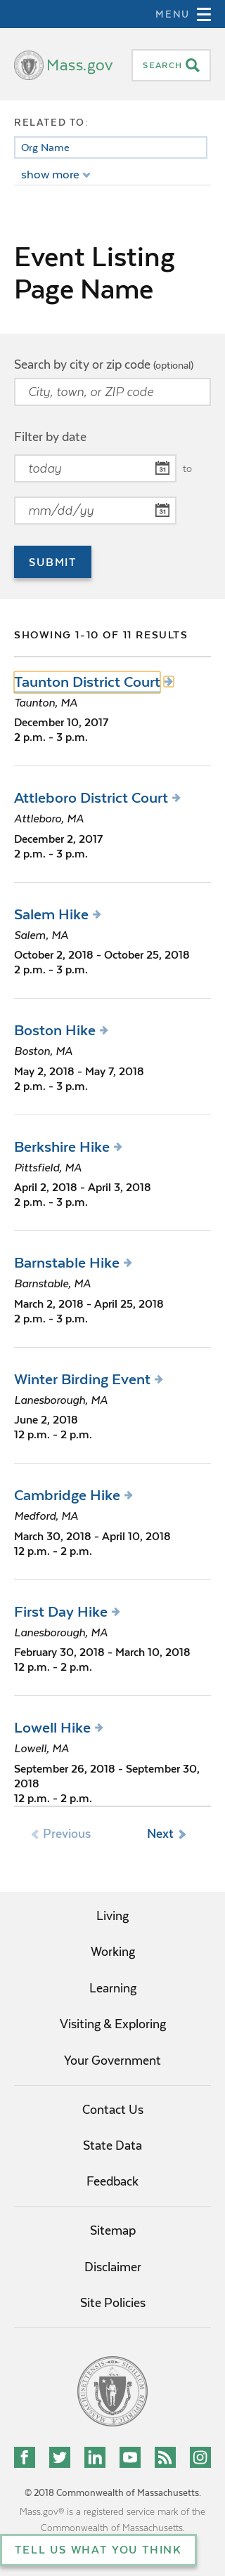 MENU
Mass.gov
SEARCH
RELATED TO:
Org Name
show more
Event Listing
Page Name
Search by city or zip code (optional)
City, town, or ZIP code
Filter by date
today
31
to
mm/dd/yy
31
SUBMIT
SHOWING 1-10 OF 11 RESULTS
Taunton District Court
Taunton, MA
December 10, 2017
2 p.m. - 3 p.m.
Attleboro District Court
Attleboro, MA
December 2, 2017
2 p.m. - 3 p.m.
Salem Hike
Salem, MA
October 2, 2018 - October 25, 2018
2 p.m. - 3 p.m.
Boston Hike
Boston, MA
May 2, 2018 - May 7, 2018
2 p.m. - 3 p.m.
Berkshire Hike
Pittsfield, MA
April 2, 2018 - April 3, 2018
2 p.m. - 3 p.m.
Barnstable Hike
Barnstable, MA
March 2, 2018 - April 25, 2018
2 p.m. - 3 p.m.
Winter Birding Event
Lanesborough, MA
June 2, 2018
12 p.m. - 2 p.m.
Cambridge Hike
Medford, MA
March 30, 2018 - April 10, 2018
12 p.m. - 2 p.m.
First Day Hike
Lanesborough, MA
February 30, 2018 - March 10, 2018
12 p.m. - 2 p.m.
Lowell Hike
Lowell, MA
September 26, 2018 - September 30,
2018
12 p.m. - 2 p.m.
Previous
Next
Living
Working
Learning
Visiting & Exploring
Your Government
Contact Us
State Data
Feedback
Sitemap
Disclaimer
Site Policies
© 2018 Commonwealth of Massachusetts.
Mass.gov® is a registered service mark of the
Commonwealth of Massachusetts.
TELL US WHAT YOU THINK